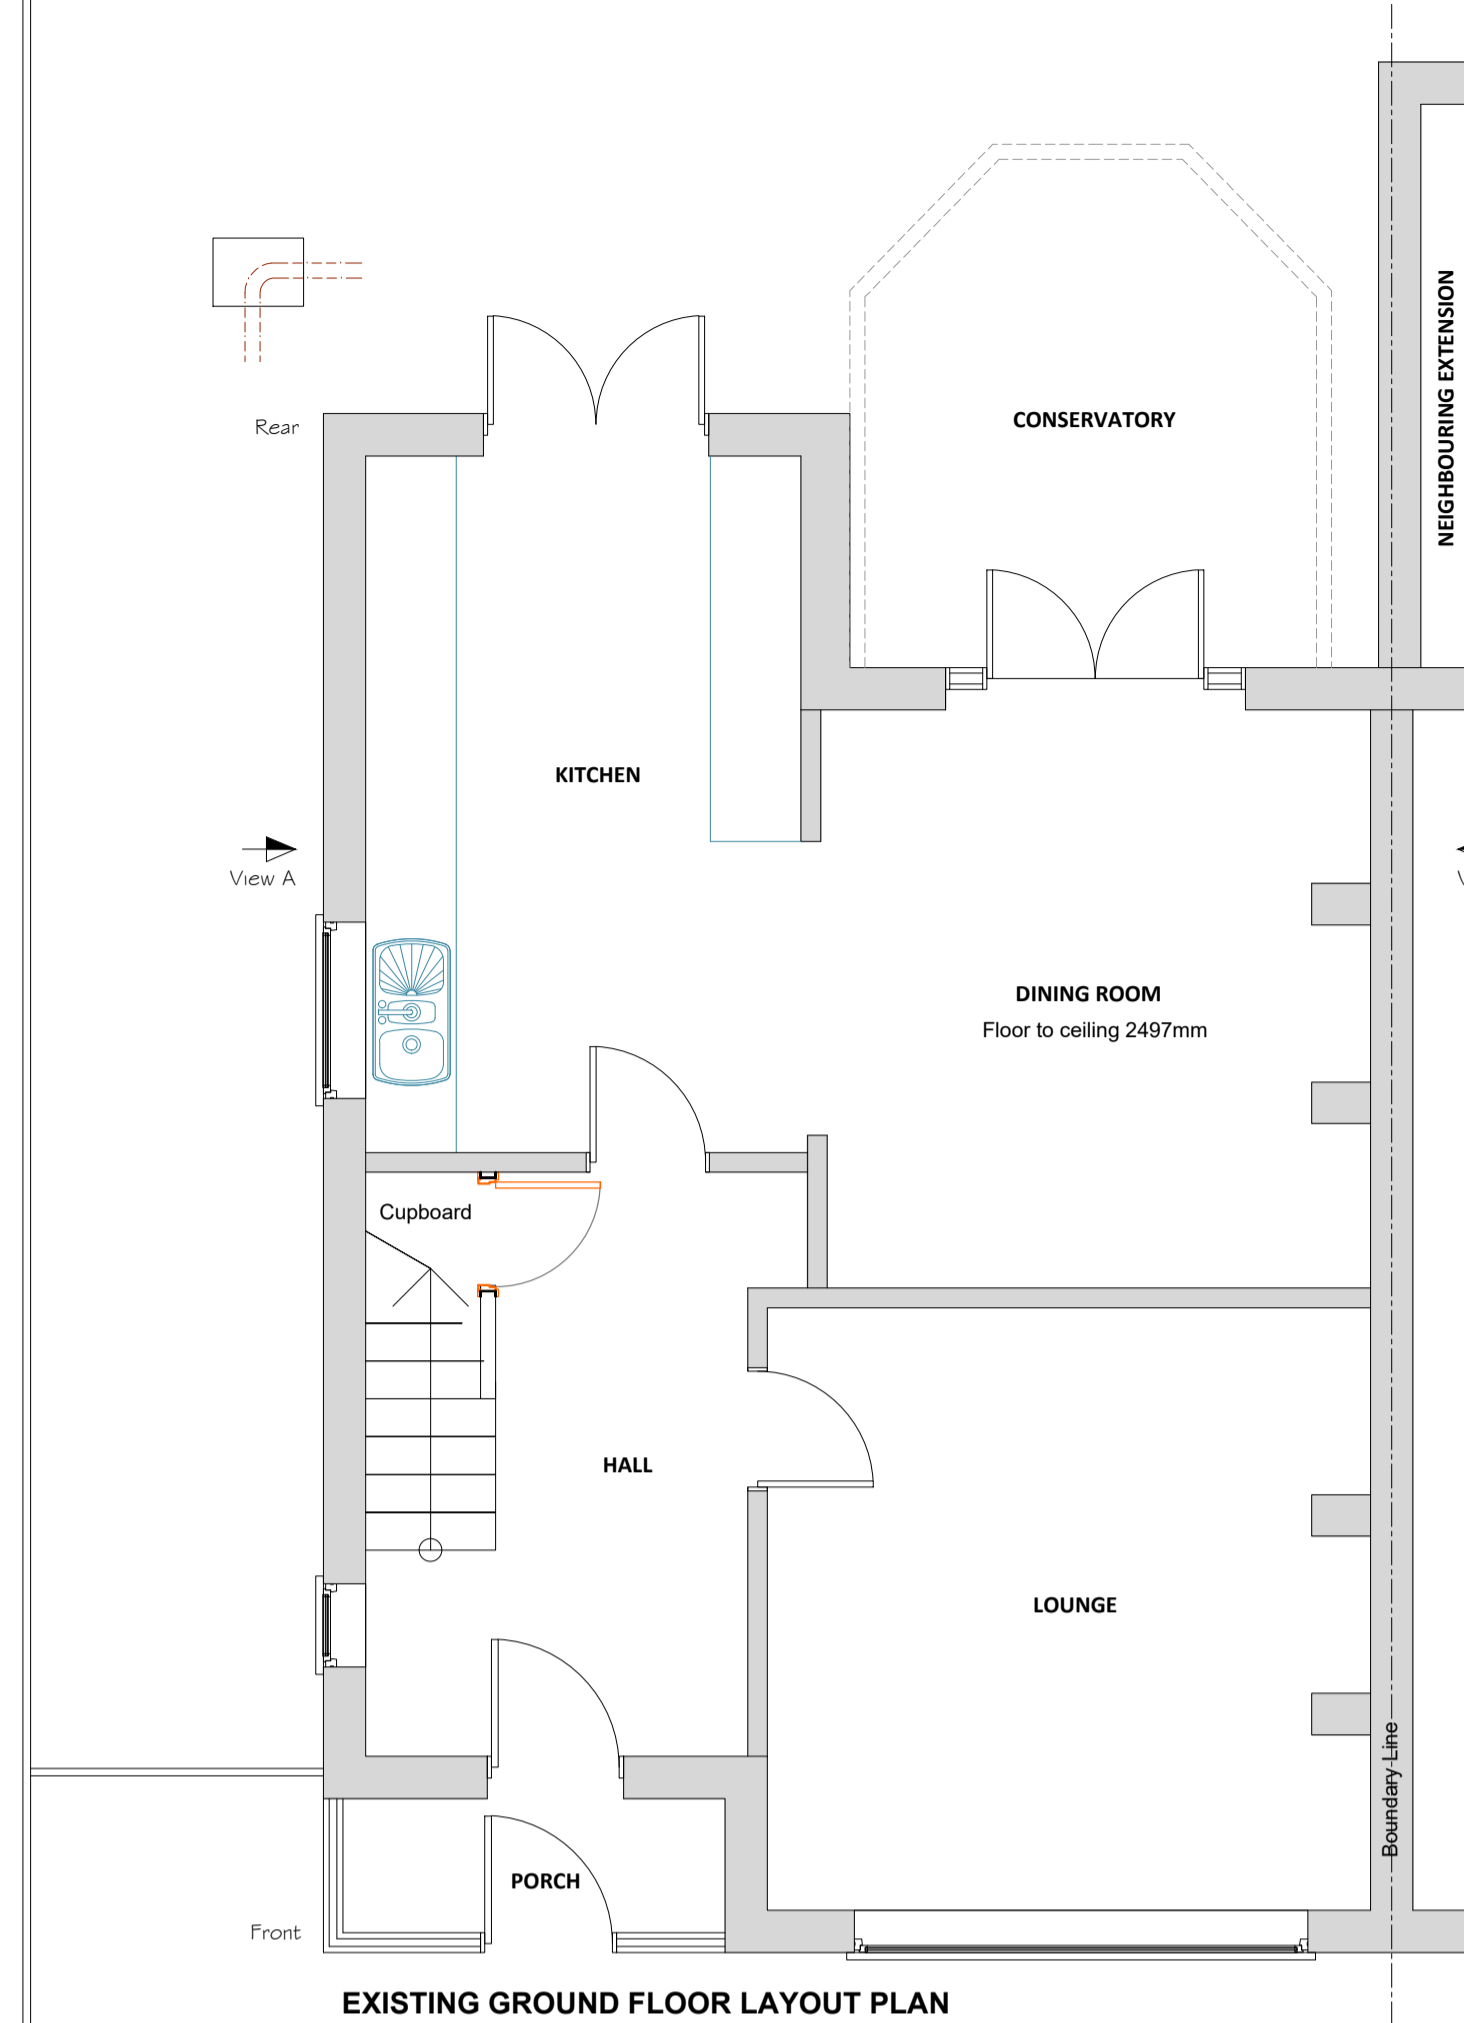 NEIGHBOURING EXTENSION
Rear
CONSERVATORY
KITCHEN
View A
DINING ROOM
Floor to ceiling 2497mm
Cupboard
HALL
LOUNGE
Boundary Line
PORCH
Front
EXISTING GROUND FLOOR LAYOUT PLAN